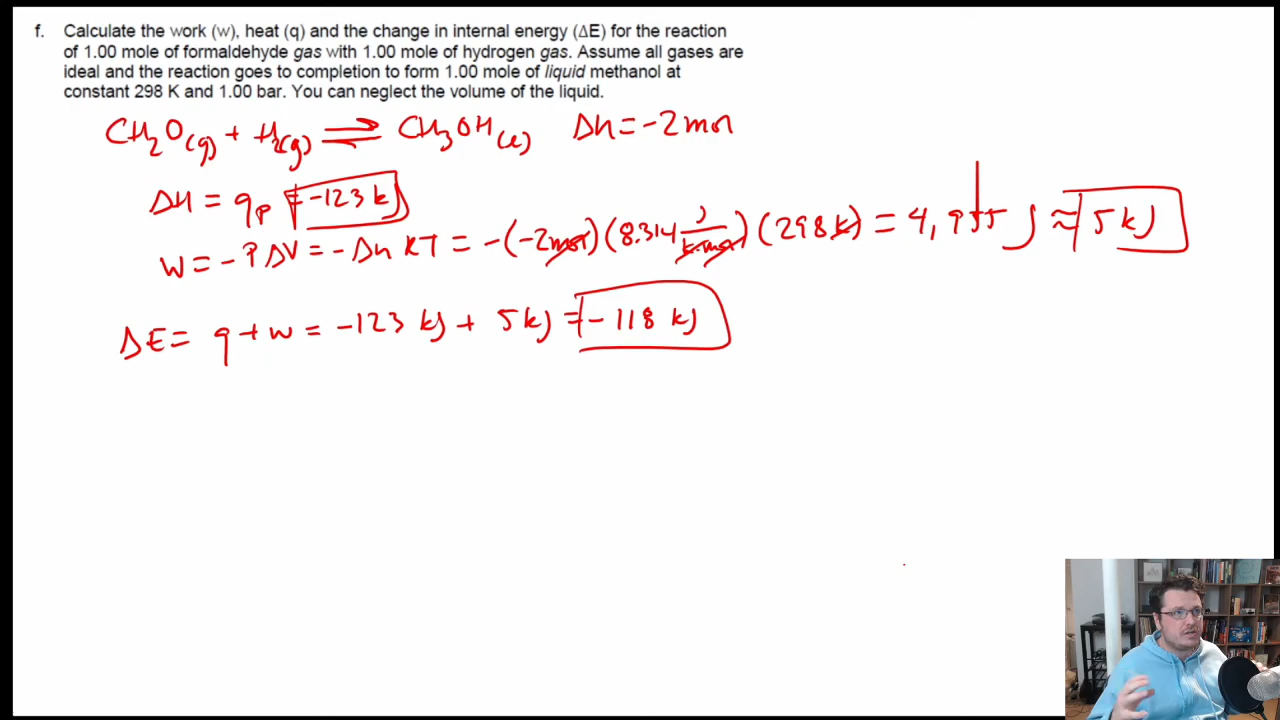 f. Calculate the work (w), heat (q) and the change in internal energy (ΔE) for the reaction
of 1.00 mole of formaldehyde gas with 1.00 mole of hydrogen gas. Assume all gases are
ideal and the reaction goes to completion to form 1.00 mole of liquid methanol at
constant 298 K and 1.00 bar. You can neglect the volume of the liquid.
CH₂O(g) + H₂(g) ⇌ CH₃OH(l) Δn = -2 mol
ΔH = qp = -123 kJ
w = -PΔV = -Δn RT = -(-2 mol)(8.314 J/K·mol)(298 K) = 4,955 J ≈ 5 kJ
ΔE = q + w = -123 kJ + 5 kJ = -118 kJ